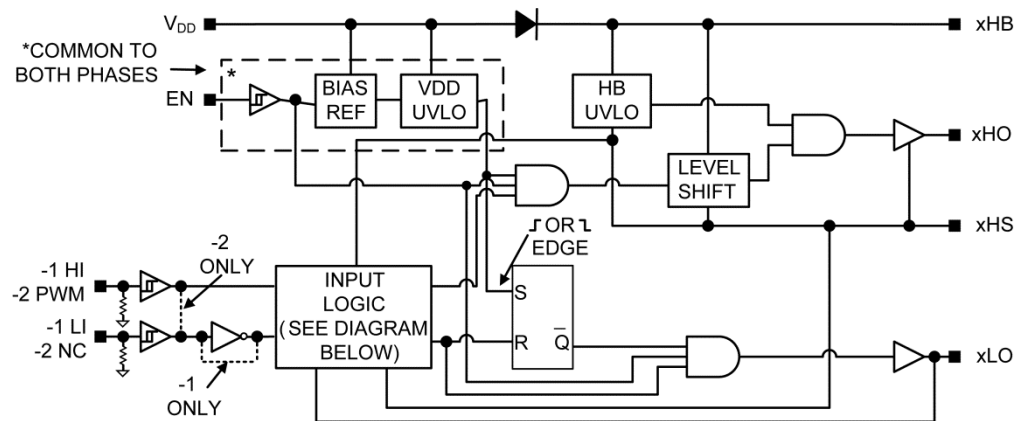 VDD
xHB
*COMMON TO
BOTH PHASES
*
EN
BIAS
REF
VDD
UVLO
HB
UVLO
xHO
LEVEL
SHIFT
xHS
OR
EDGE
-2
ONLY
-1 HI
-2 PWM
-1 LI
-2 NC
-1
ONLY
INPUT
LOGIC
(SEE DIAGRAM
BELOW)
S
R
Q̅
xLO